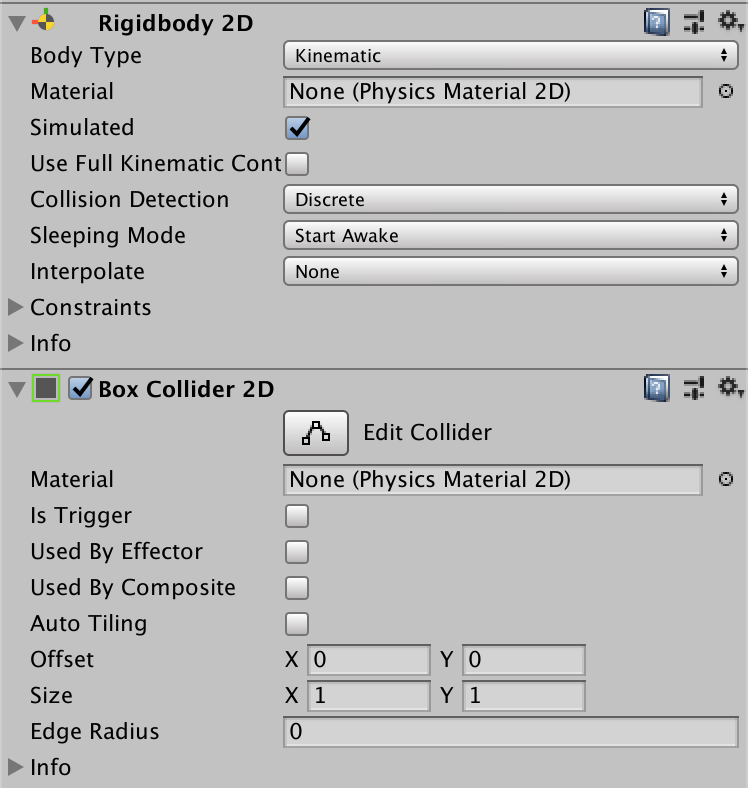 Rigidbody 2D
Body Type Kinematic
Material None (Physics Material 2D)
Simulated
Use Full Kinematic Cont
Collision Detection Discrete
Sleeping Mode Start Awake
Interpolate None
Constraints
Info
Box Collider 2D
Edit Collider
Material None (Physics Material 2D)
Is Trigger
Used By Effector
Used By Composite
Auto Tiling
Offset X 0 Y 0
Size X 1 Y 1
Edge Radius 0
Info